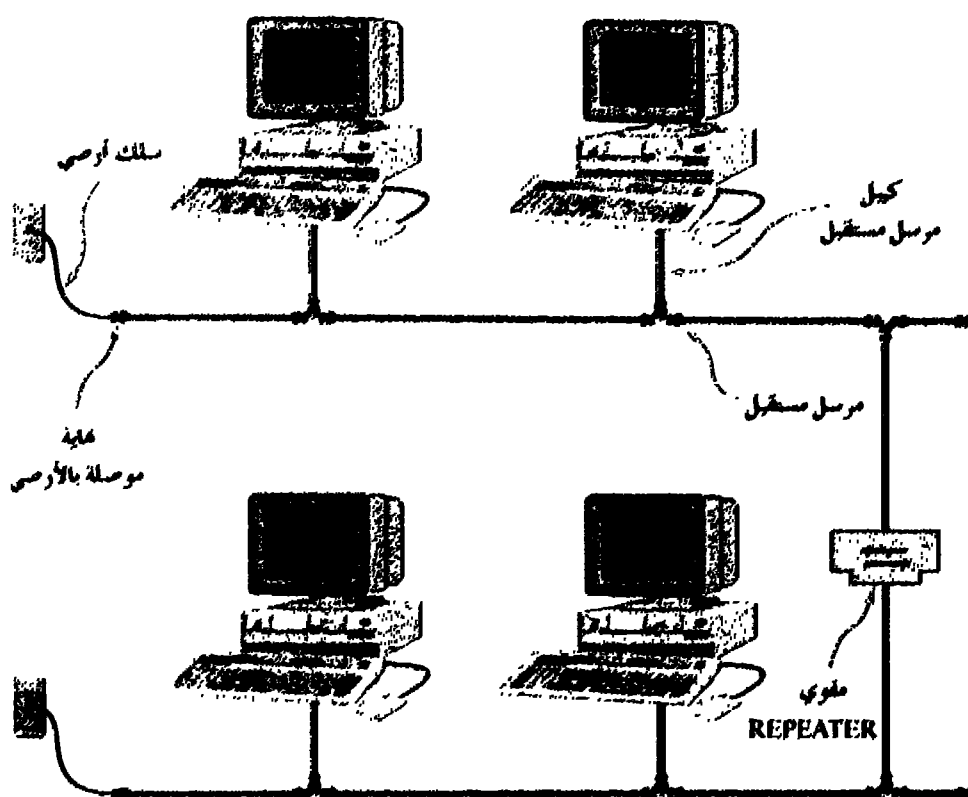 سلك أرضي
كيبل
مرسل مستقبل
مرسل مستقبل
نهاية
موصلة بالأرضي
مقوي
REPEATER